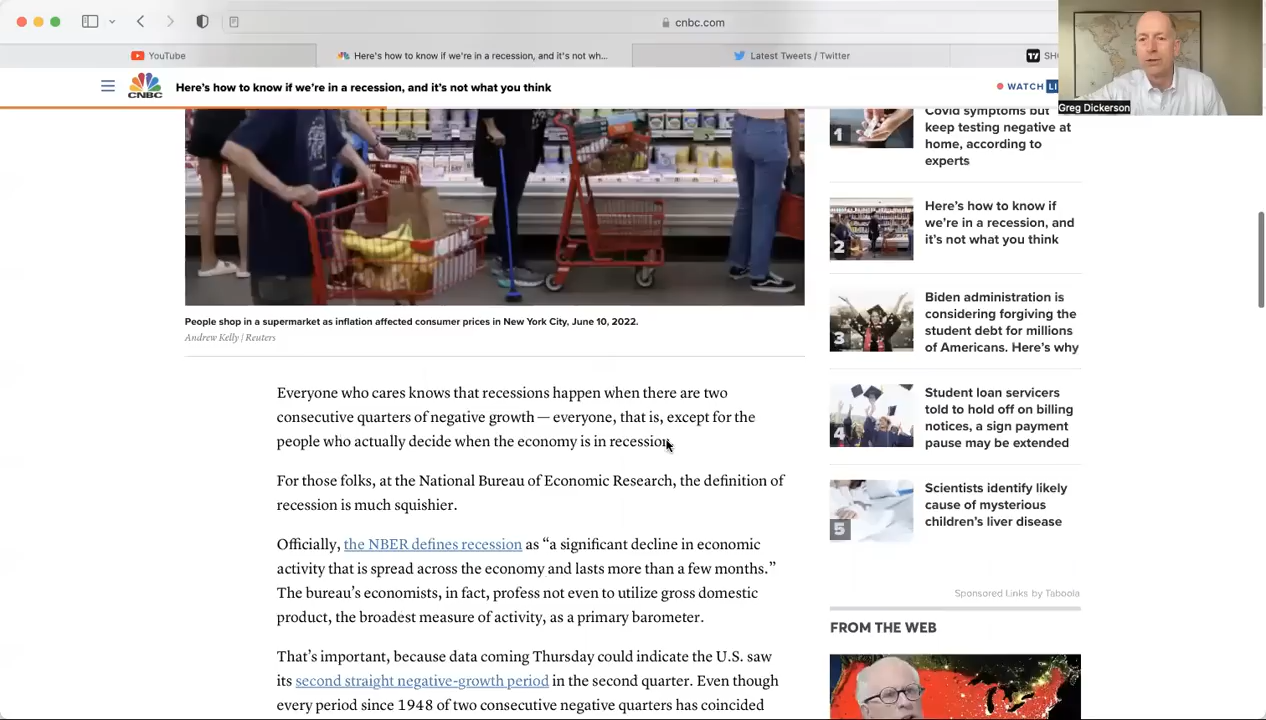 cnbc.com
YouTube
Here's how to know if we're in a recession, and it's not wh...
Latest Tweets / Twitter
CNBC
Here's how to know if we're in a recession, and it's not what you think
WATCH
Greg Dickerson
People shop in a supermarket as inflation affected consumer prices in New York City, June 10, 2022.
Andrew Kelly | Reuters
Everyone who cares knows that recessions happen when there are two
consecutive quarters of negative growth — everyone, that is, except for the
people who actually decide when the economy is in recession.
For those folks, at the National Bureau of Economic Research, the definition of
recession is much squishier.
Officially, the NBER defines recession as “a significant decline in economic
activity that is spread across the economy and lasts more than a few months.”
The bureau’s economists, in fact, profess not even to utilize gross domestic
product, the broadest measure of activity, as a primary barometer.
That’s important, because data coming Thursday could indicate the U.S. saw
its second straight negative-growth period in the second quarter. Even though
every period since 1948 of two consecutive negative quarters has coincided
1
Covid symptoms but
keep testing negative at
home, according to
experts
2
Here’s how to know if
we’re in a recession, and
it’s not what you think
3
Biden administration is
considering forgiving the
student debt for millions
of Americans. Here’s why
4
Student loan servicers
told to hold off on billing
notices, a sign payment
pause may be extended
5
Scientists identify likely
cause of mysterious
children’s liver disease
Sponsored Links by Taboola
FROM THE WEB